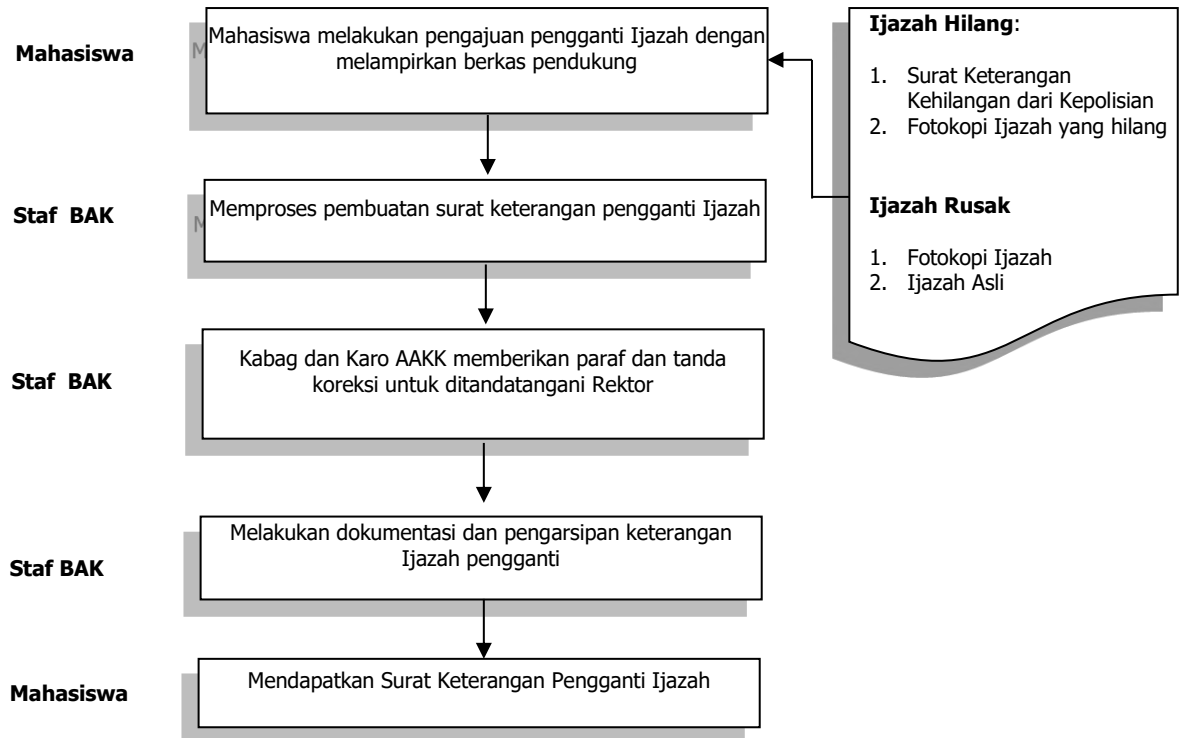 Mahasiswa
Mahasiswa melakukan pengajuan pengganti Ijazah dengan
melampirkan berkas pendukung
Ijazah Hilang:
1. Surat Keterangan
Kehilangan dari Kepolisian
2. Fotokopi Ijazah yang hilang
Ijazah Rusak
1. Fotokopi Ijazah
2. Ijazah Asli
Staf BAK
Memproses pembuatan surat keterangan pengganti Ijazah
Staf BAK
Kabag dan Karo AAKK memberikan paraf dan tanda
koreksi untuk ditandatangani Rektor
Staf BAK
Melakukan dokumentasi dan pengarsipan keterangan
Ijazah pengganti
Mahasiswa
Mendapatkan Surat Keterangan Pengganti Ijazah